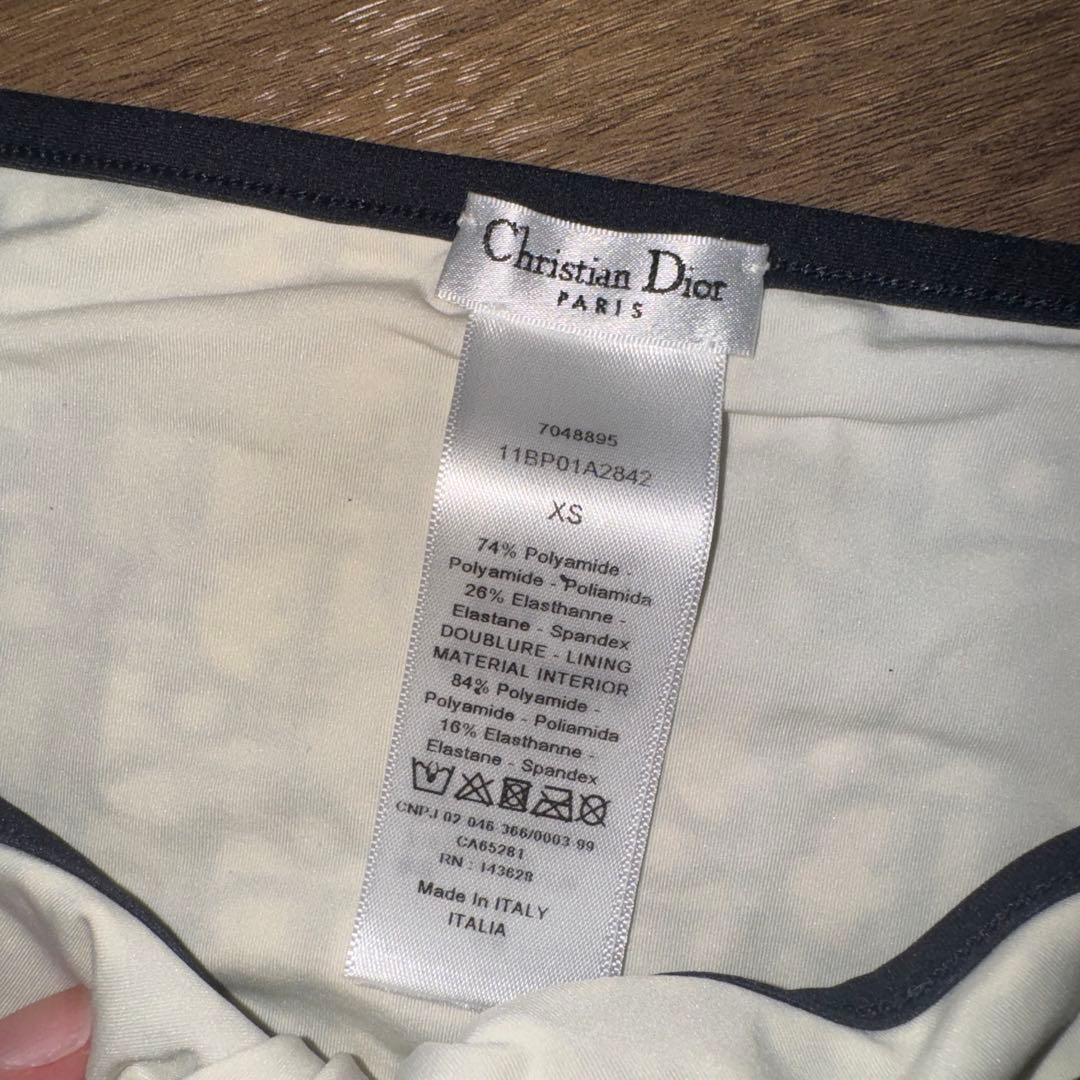 Christian Dior
PARIS
7048895
11BP01A2842
XS
74% Polyamide -
Polyamide - Poliamida
26% Elasthanne -
Elastane - Spandex
DOUBLURE - LINING
MATERIAL INTERIOR
84% Polyamide -
Polyamide - Poliamida
16% Elasthanne -
Elastane - Spandex
CNPJ 02 046 366/0003 99
CA65281
RN : 143628
Made In ITALY
ITALIA